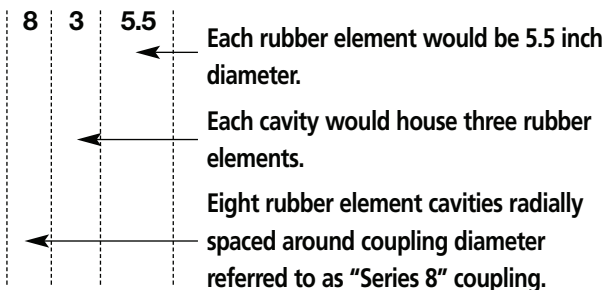 8 3 5.5
Each rubber element would be 5.5 inch
diameter.
Each cavity would house three rubber
elements.
Eight rubber element cavities radially
spaced around coupling diameter
referred to as “Series 8” coupling.